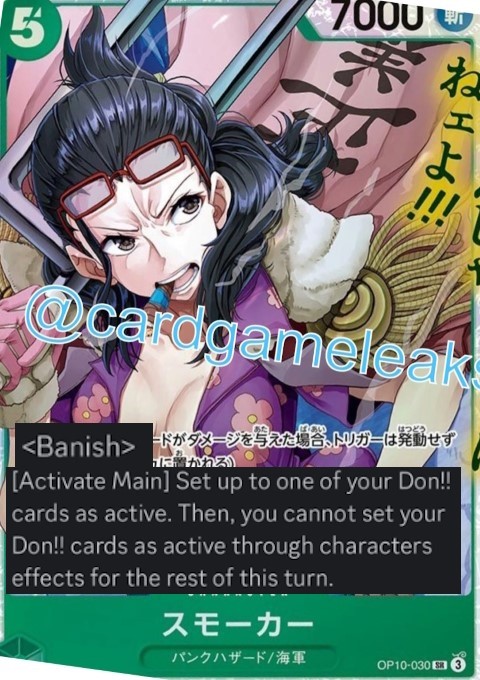 5
7000
斬
ねェよ!!!
@cardgameleaks
ードがダメージを与えた場合、トリガーは発動せず
<Banish>
[Activate Main] Set up to one of your Don!!
cards as active. Then, you cannot set your
Don!! cards as active through characters
effects for the rest of this turn.
スモーカー
パンクハザード/海軍
OP10-030 SR 3